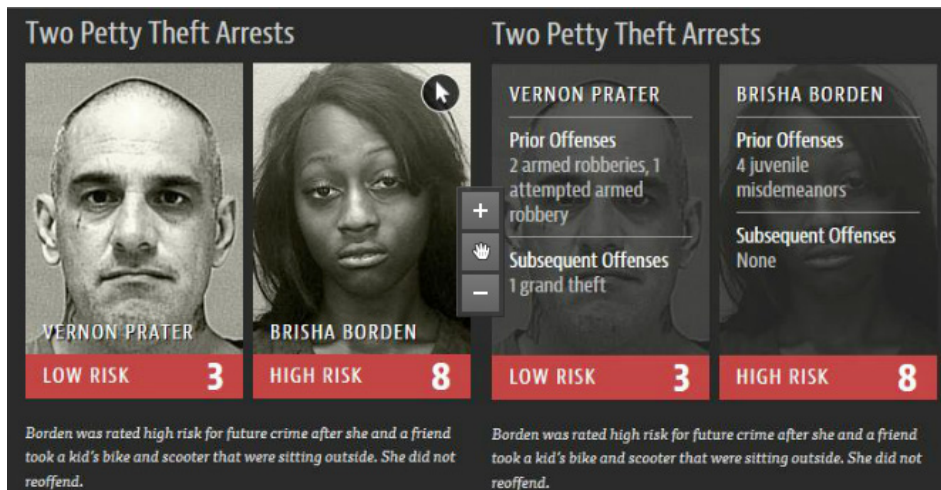 Two Petty Theft Arrests
VERNON PRATER
LOW RISK 3
BRISHA BORDEN
HIGH RISK 8
Borden was rated high risk for future crime after she and a friend
took a kid's bike and scooter that were sitting outside. She did not
reoffend.
Two Petty Theft Arrests
VERNON PRATER
Prior Offenses
2 armed robberies, 1
attempted armed
robbery
Subsequent Offenses
1 grand theft
LOW RISK 3
BRISHA BORDEN
Prior Offenses
4 juvenile
misdemeanors
Subsequent Offenses
None
HIGH RISK 8
Borden was rated high risk for future crime after she and a friend
took a kid's bike and scooter that were sitting outside. She did not
reoffend.